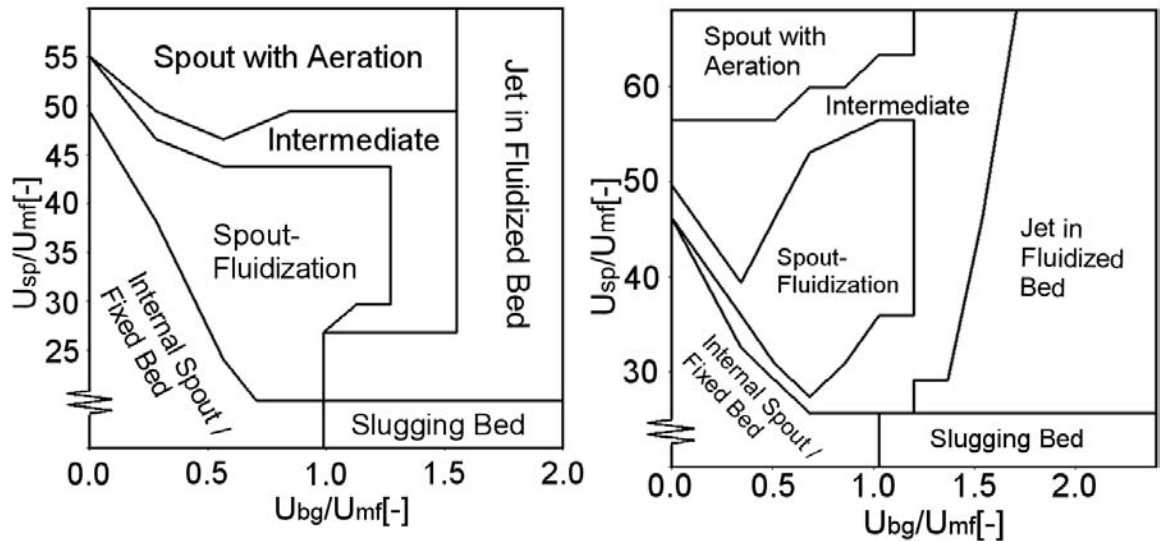 Spout with Aeration
Intermediate
Spout-
Fluidization
Internal Spout /
Fixed Bed
Jet in
Fluidized Bed
Slugging Bed
55
50
45
40
35
30
25
Usp/Umf[-]
0.0
0.5
1.0
1.5
2.0
Ubg/Umf[-]
Spout with
Aeration
Intermediate
Spout-
Fluidization
Internal Spout /
Fixed Bed
Jet in
Fluidized
Bed
Slugging Bed
60
50
40
30
Usp/Umf[-]
0.0
0.5
1.0
1.5
2.0
Ubg/Umf[-]